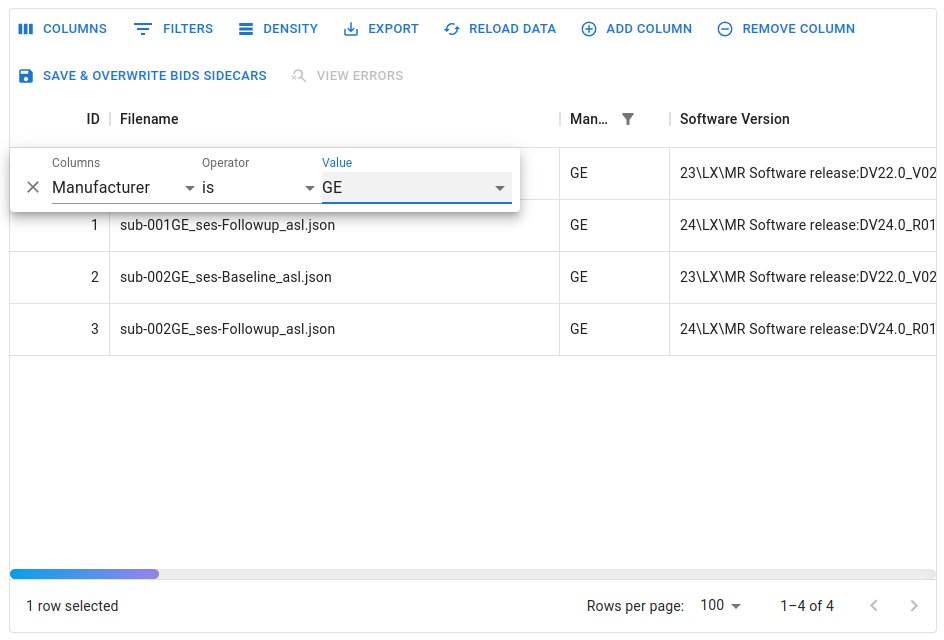 COLUMNS FILTERS DENSITY EXPORT RELOAD DATA ADD COLUMN REMOVE COLUMN
SAVE & OVERWRITE BIDS SIDECARS VIEW ERRORS
ID Filename Man... Software Version
Columns Operator Value
Manufacturer is GE
GE 23\LX\MR Software release:DV22.0_V02
1 sub-001GE_ses-Followup_asl.json GE 24\LX\MR Software release:DV24.0_R01
2 sub-002GE_ses-Baseline_asl.json GE 23\LX\MR Software release:DV22.0_V02
3 sub-002GE_ses-Followup_asl.json GE 24\LX\MR Software release:DV24.0_R01
1 row selected Rows per page: 100 1–4 of 4